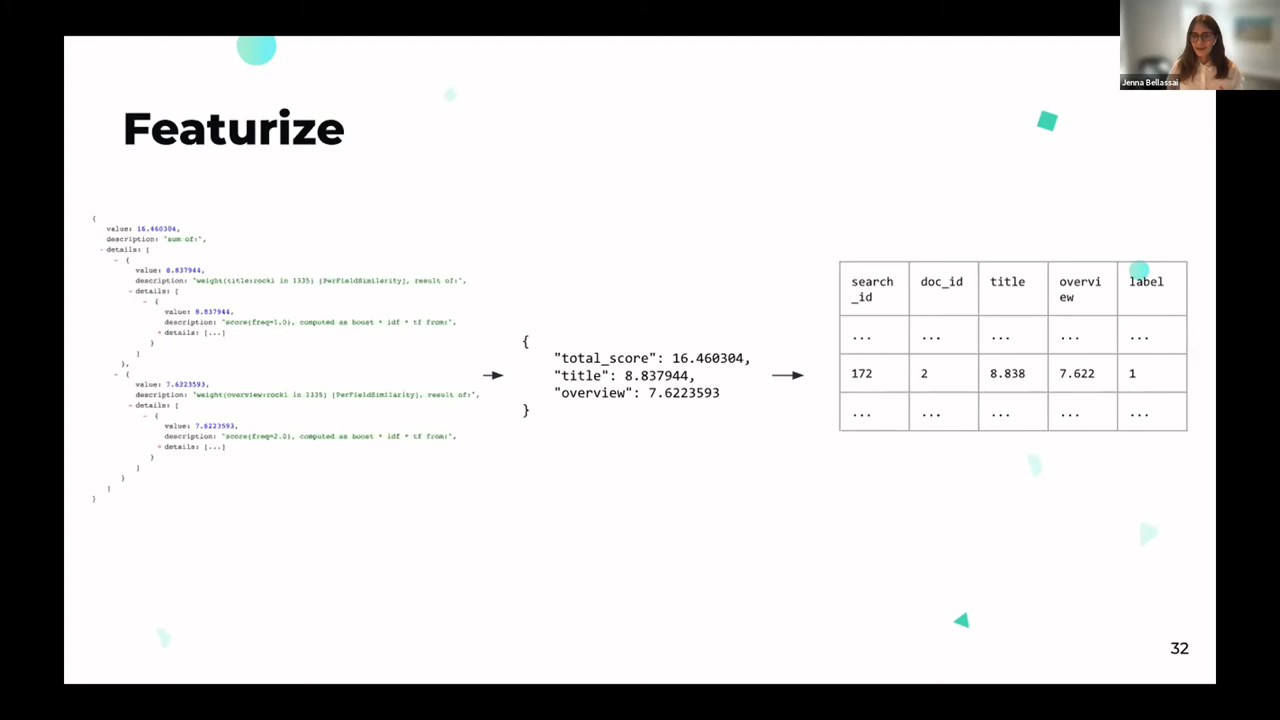 Jenna Bellassai
Featurize
{
value: 16.460304,
description: "sum of:",
- details: [
- {
value: 8.837944,
description: "weight(title:rocki in 1335) [PerFieldSimilarity], result of:",
- details: [
- {
value: 8.837944,
description: "score(freq=1.0), computed as boost * idf * tf from:",
+ details: [...]
}
]
},
- {
value: 7.6223593,
description: "weight(overview:rocki in 1335) [PerFieldSimilarity], result of:",
- details: [
- {
value: 7.6223593,
description: "score(freq=2.0), computed as boost * idf * tf from:",
+ details: [...]
}
]
}
]
}
{
"total_score": 16.460304,
"title": 8.837944,
"overview": 7.6223593
}
search_id doc_id title overview label
... ... ... ... ...
172 2 8.838 7.622 1
... ... ... ... ...
32